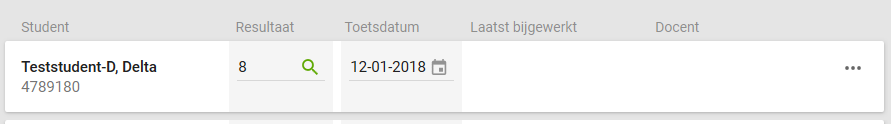 Student Resultaat Toetsdatum Laatst bijgewerkt Docent
Teststudent-D, Delta 8 12-01-2018
4789180